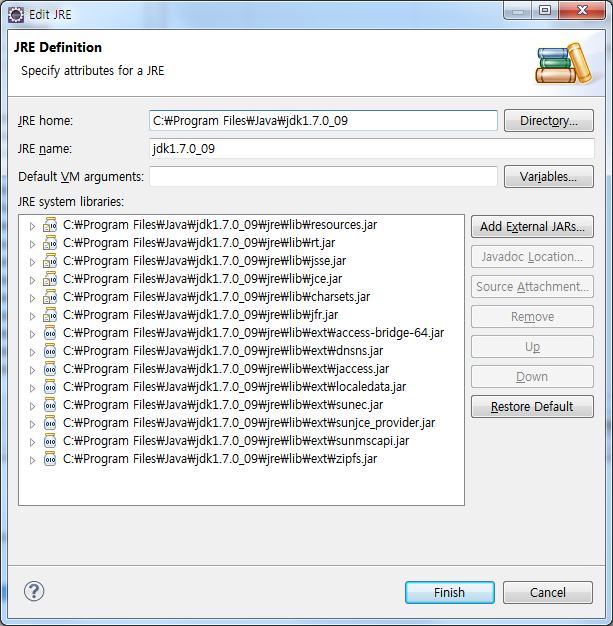 Edit JRE
JRE Definition
Specify attributes for a JRE
JRE home:
C:₩Program Files₩Java₩jdk1.7.0_09
Directory...
JRE name:
jdk1.7.0_09
Default VM arguments:
Variables...
JRE system libraries:
C:₩Program Files₩Java₩jdk1.7.0_09₩jre₩lib₩resources.jar
C:₩Program Files₩Java₩jdk1.7.0_09₩jre₩lib₩rt.jar
C:₩Program Files₩Java₩jdk1.7.0_09₩jre₩lib₩jsse.jar
C:₩Program Files₩Java₩jdk1.7.0_09₩jre₩lib₩jce.jar
C:₩Program Files₩Java₩jdk1.7.0_09₩jre₩lib₩charsets.jar
C:₩Program Files₩Java₩jdk1.7.0_09₩jre₩lib₩jfr.jar
C:₩Program Files₩Java₩jdk1.7.0_09₩jre₩lib₩ext₩access-bridge-64.jar
C:₩Program Files₩Java₩jdk1.7.0_09₩jre₩lib₩ext₩dnsns.jar
C:₩Program Files₩Java₩jdk1.7.0_09₩jre₩lib₩ext₩jaccess.jar
C:₩Program Files₩Java₩jdk1.7.0_09₩jre₩lib₩ext₩localedata.jar
C:₩Program Files₩Java₩jdk1.7.0_09₩jre₩lib₩ext₩sunec.jar
C:₩Program Files₩Java₩jdk1.7.0_09₩jre₩lib₩ext₩sunjce_provider.jar
C:₩Program Files₩Java₩jdk1.7.0_09₩jre₩lib₩ext₩sunmscapi.jar
C:₩Program Files₩Java₩jdk1.7.0_09₩jre₩lib₩ext₩zipfs.jar
Add External JARs...
Javadoc Location...
Source Attachment...
Remove
Up
Down
Restore Default
?
Finish
Cancel